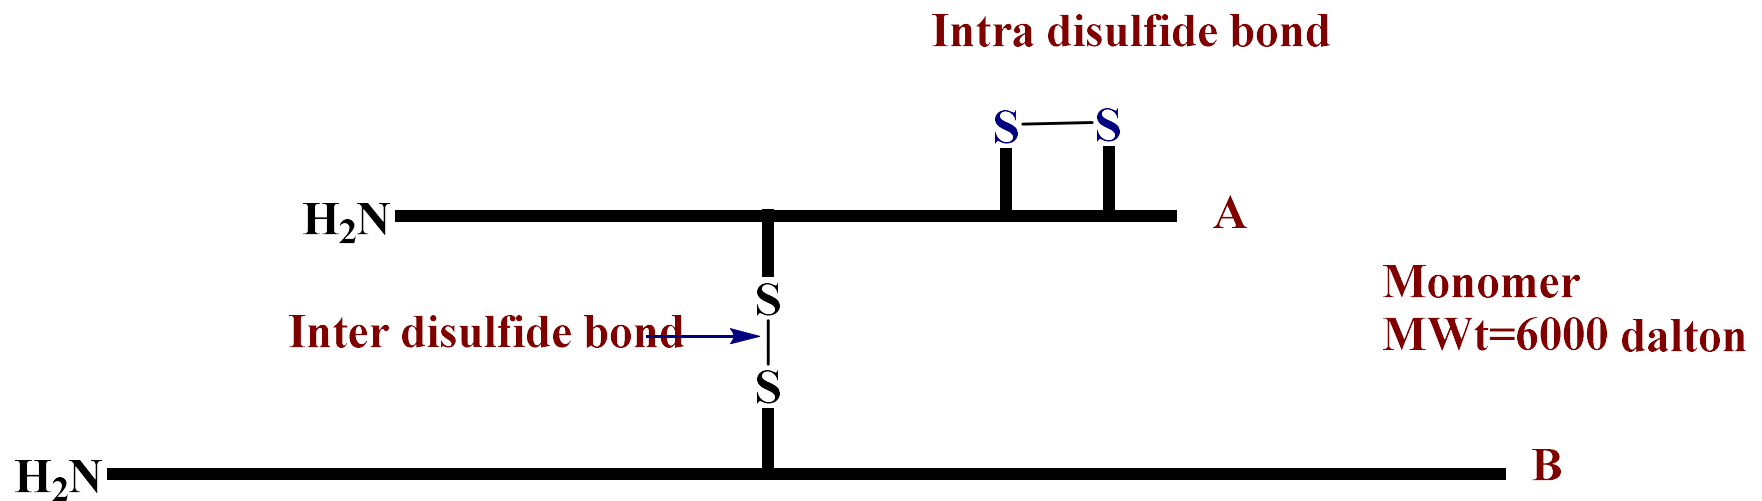 Intra disulfide bond
S S
H₂N A
S
Monomer
Inter disulfide bond
MWt=6000 dalton
S
H₂N B